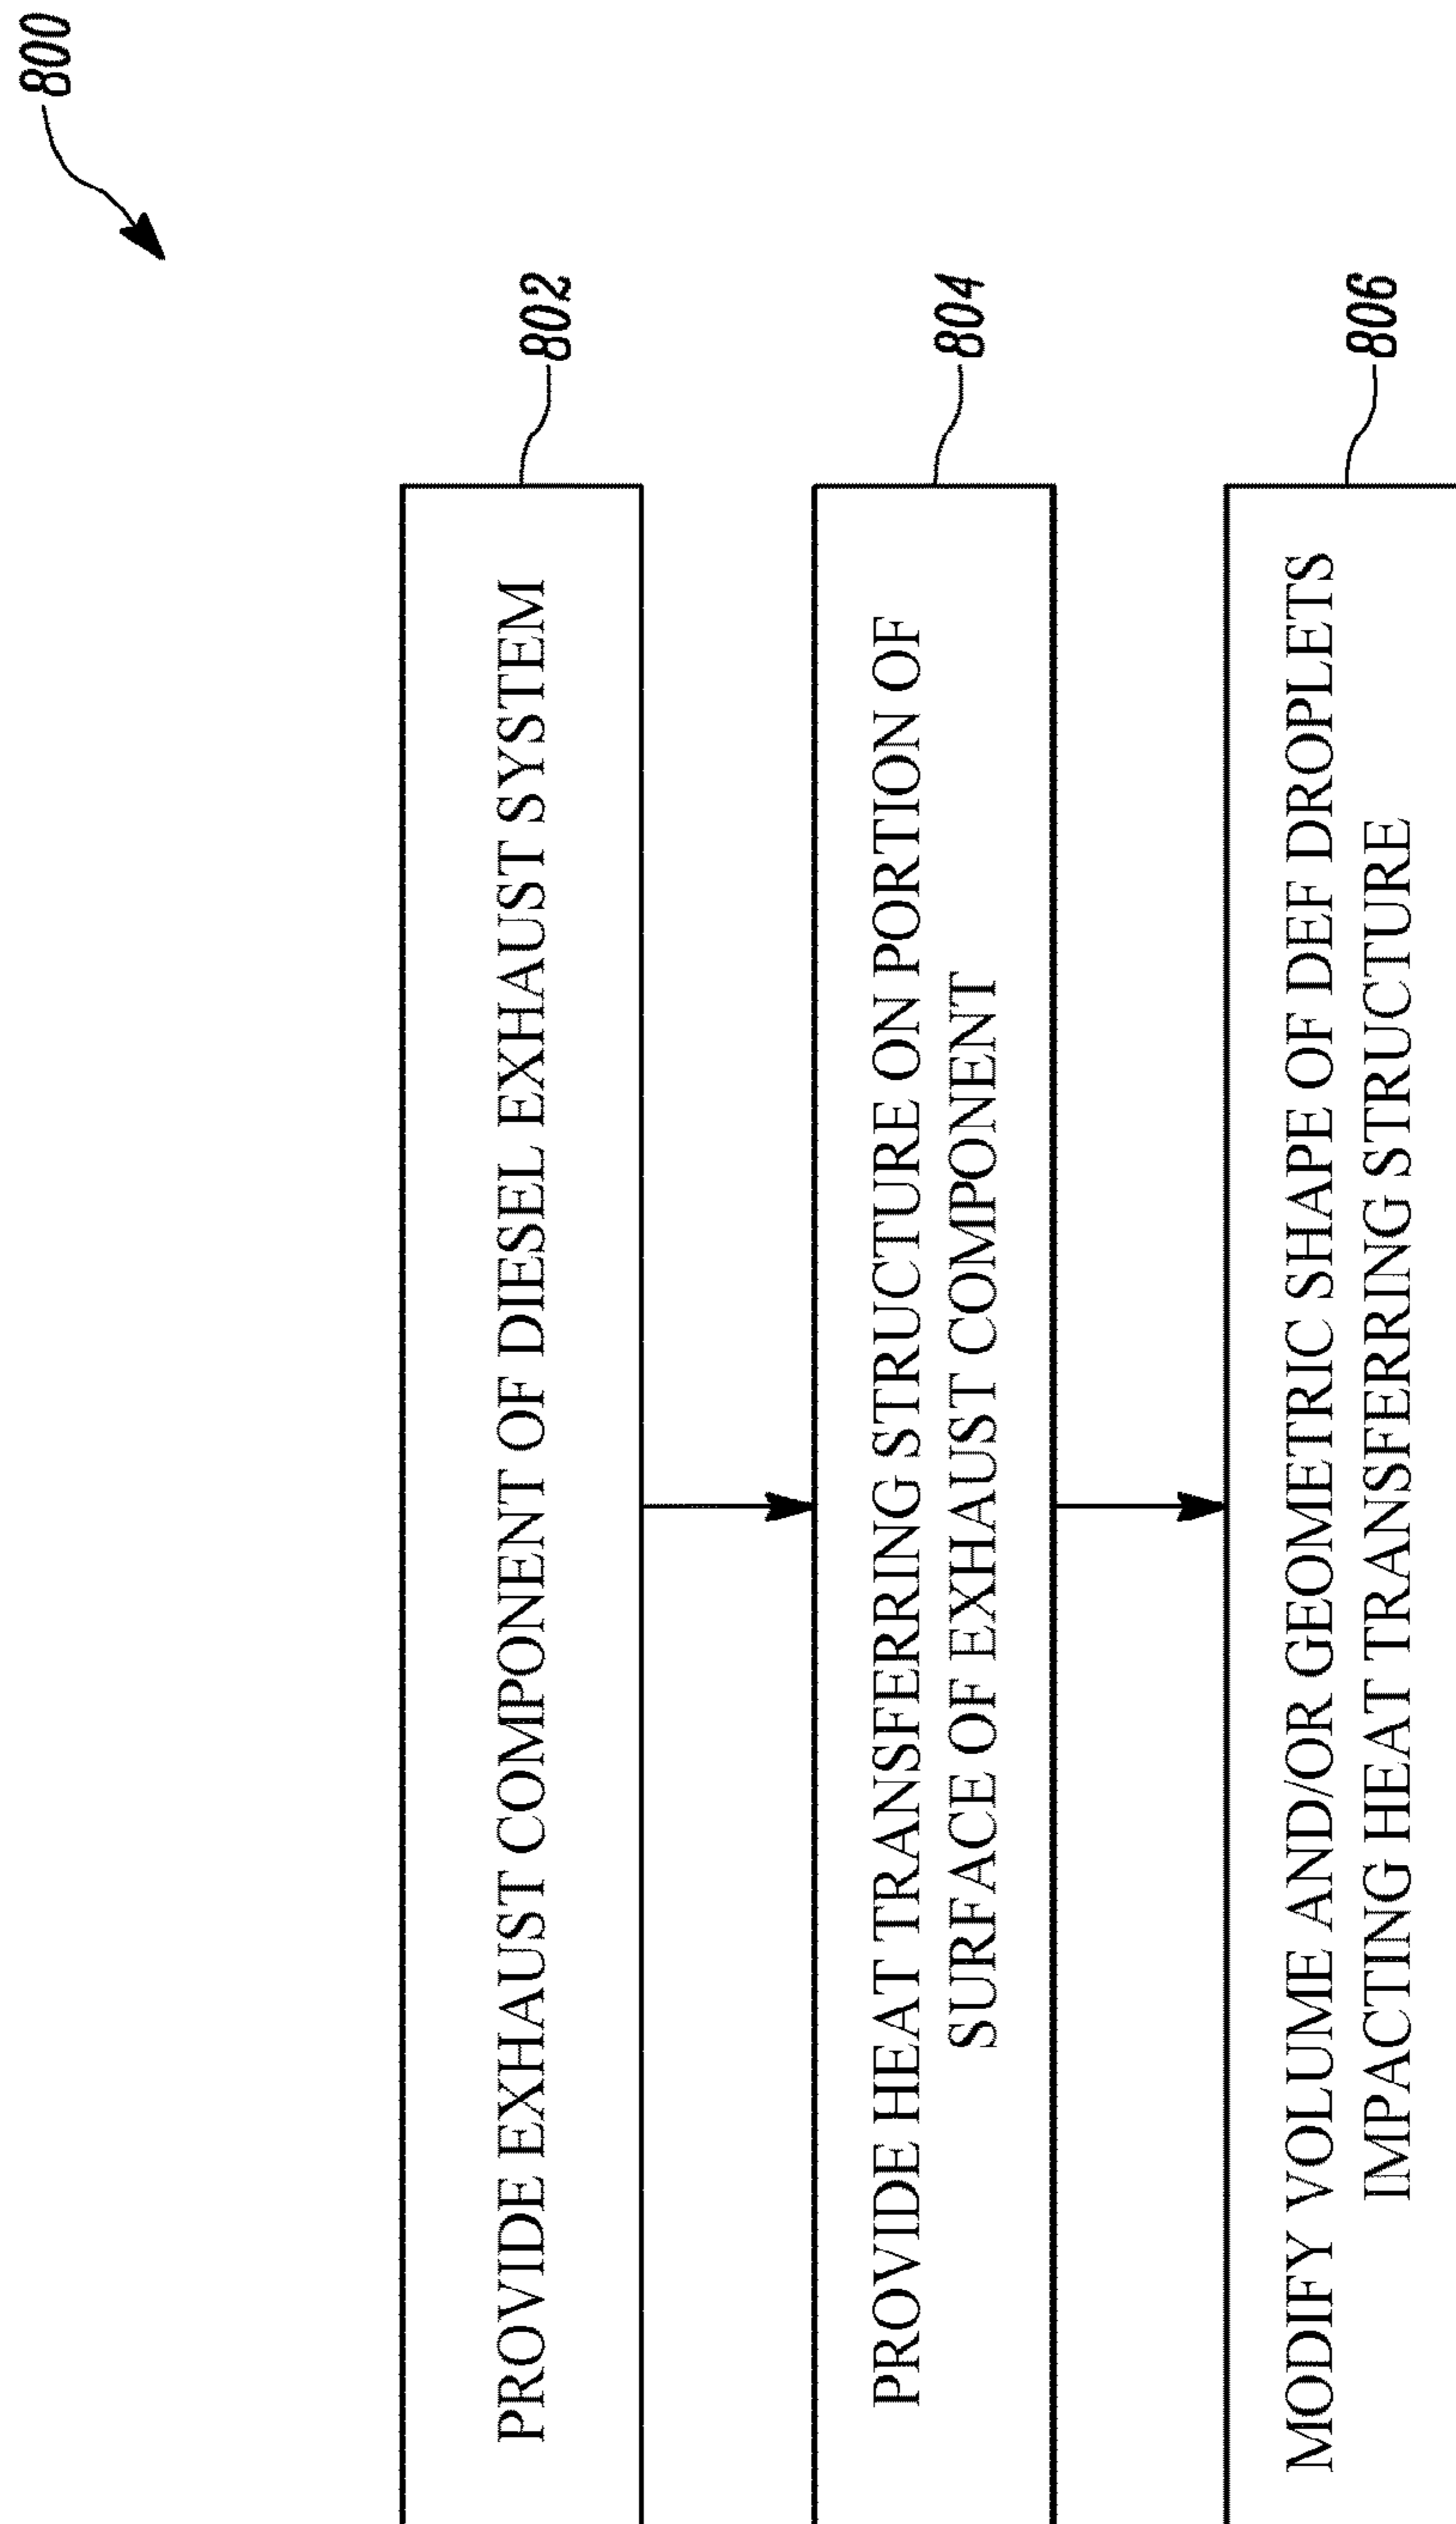 800
802
PROVIDE EXHAUST COMPONENT OF DIESEL EXHAUST SYSTEM
804
PROVIDE HEAT TRANSFERRING STRUCTURE ON PORTION OF
SURFACE OF EXHAUST COMPONENT
806
MODIFY VOLUME AND/OR GEOMETRIC SHAPE OF DEF DROPLETS
IMPACTING HEAT TRANSFERRING STRUCTURE